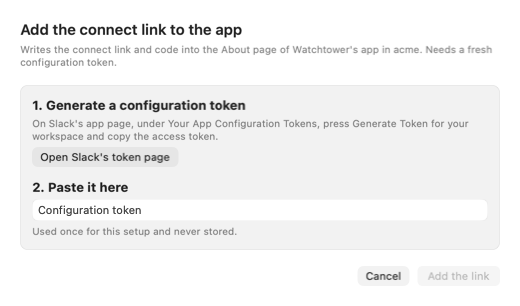 Add the connect link to the app
Writes the connect link and code into the About page of Watchtower's app in acme. Needs a fresh
configuration token.
1. Generate a configuration token
On Slack's app page, under Your App Configuration Tokens, press Generate Token for your
workspace and copy the access token.
Open Slack's token page
2. Paste it here
Configuration token
Used once for this setup and never stored.
Cancel
Add the link